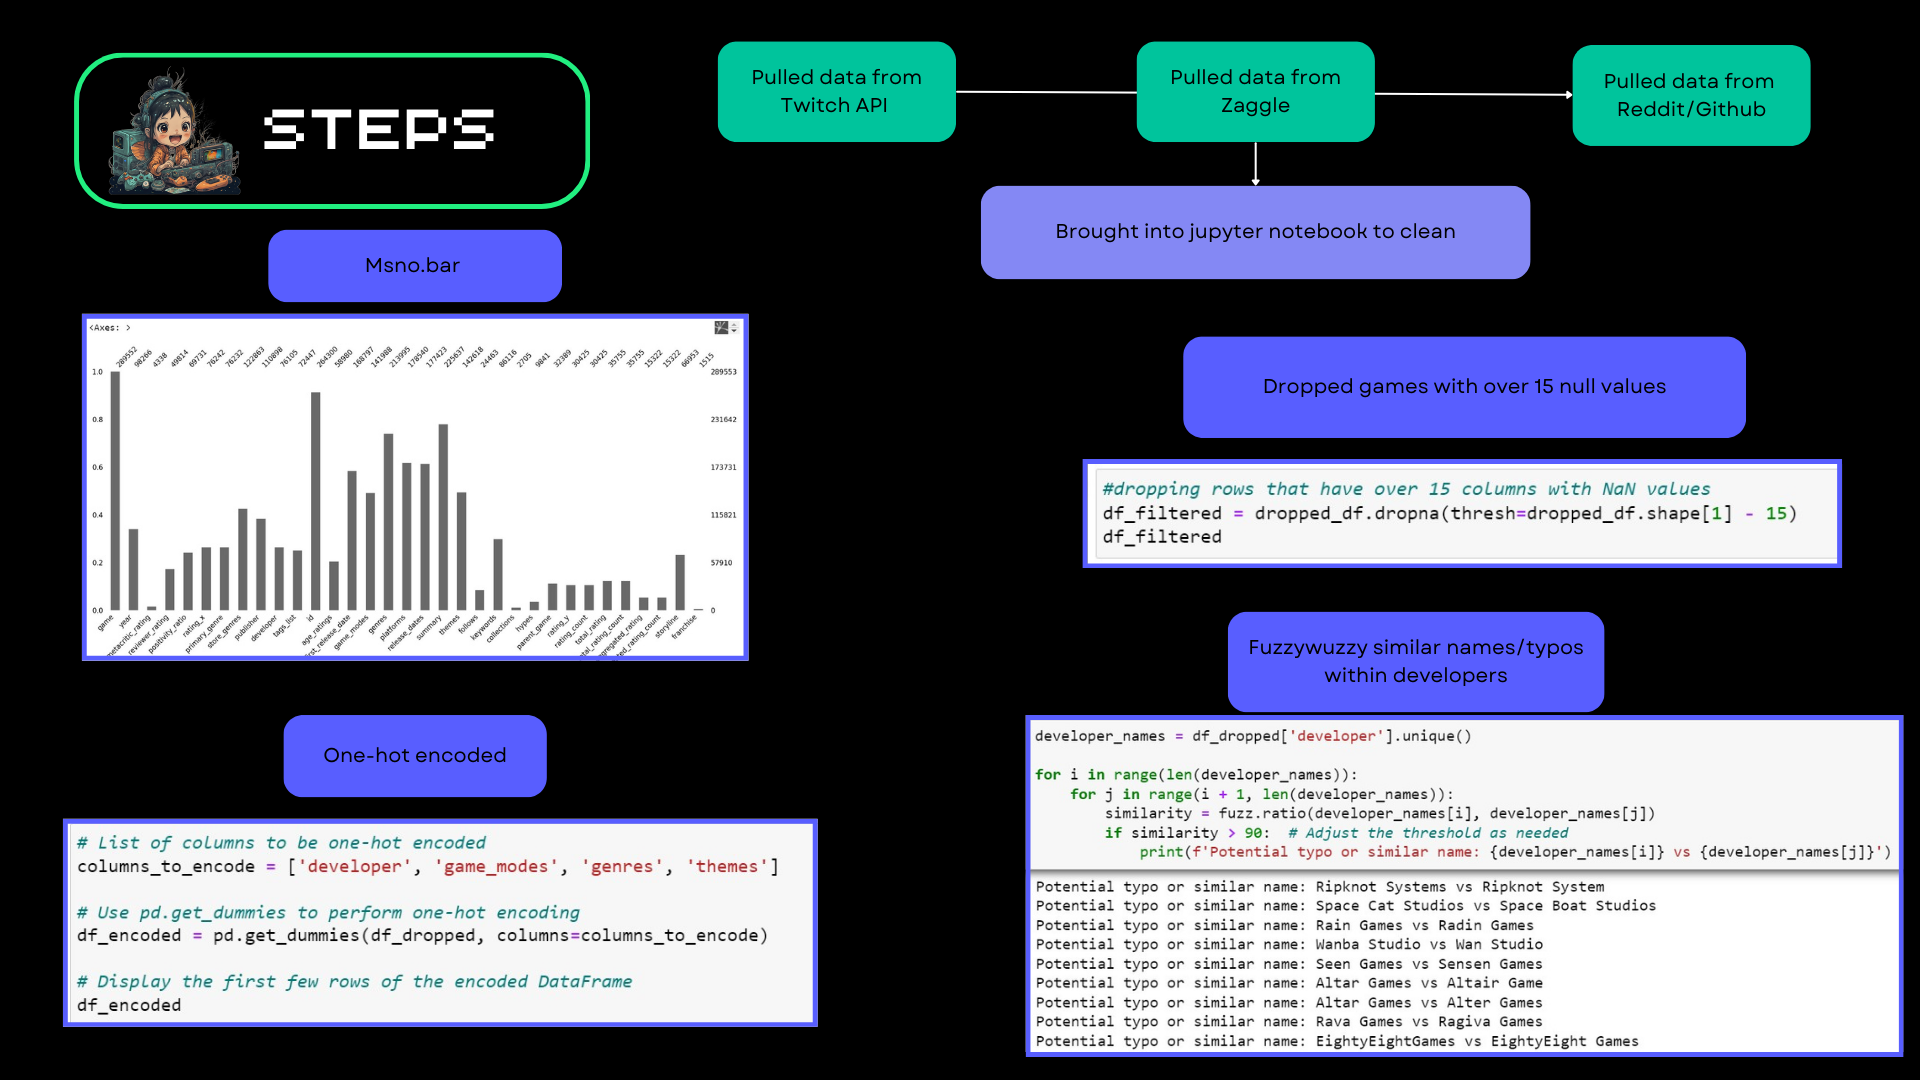 STEPS
Pulled data from
Twitch API
Pulled data from
Zaggle
Pulled data from
Reddit/Github
Brought into jupyter notebook to clean
Msno.bar
<Axes: >
289552 98266 4338 49814 69731 76242 76232 122863 110898 76105 72447 264300 58980 168797 141988 213995 178540 177423 225637 142618 24463 86116 2705 9841 32389 30425 30425 35755 35755 15322 15322 66953 1515
1.0 289553
0.8 231642
0.6 173731
0.4 115821
0.2 57910
0.0 0
game year metacritic_rating reviewer_rating positivity_ratio rating_x primary_genre store_genres publisher developer tags_list id age_ratings rst_release_date game_modes genres platforms release_dates summary themes follows keywords collections hypes parent_game rating_y rating_count total_rating tal_rating_count ggregated_rating ed_rating_count storyline franchise
Dropped games with over 15 null values
#dropping rows that have over 15 columns with NaN values
df_filtered = dropped_df.dropna(thresh=dropped_df.shape[1] - 15)
df_filtered
Fuzzywuzzy similar names/typos
within developers
developer_names = df_dropped['developer'].unique()
for i in range(len(developer_names)):
for j in range(i + 1, len(developer_names)):
similarity = fuzz.ratio(developer_names[i], developer_names[j])
if similarity > 90: # Adjust the threshold as needed
print(f'Potential typo or similar name: {developer_names[i]} vs {developer_names[j]}')
Potential typo or similar name: Ripknot Systems vs Ripknot System
Potential typo or similar name: Space Cat Studios vs Space Boat Studios
Potential typo or similar name: Rain Games vs Radin Games
Potential typo or similar name: Wanba Studio vs Wan Studio
Potential typo or similar name: Seen Games vs Sensen Games
Potential typo or similar name: Altar Games vs Altair Game
Potential typo or similar name: Altar Games vs Alter Games
Potential typo or similar name: Rava Games vs Ragiva Games
Potential typo or similar name: EightyEightGames vs EightyEight Games
One-hot encoded
# List of columns to be one-hot encoded
columns_to_encode = ['developer', 'game_modes', 'genres', 'themes']
# Use pd.get_dummies to perform one-hot encoding
df_encoded = pd.get_dummies(df_dropped, columns=columns_to_encode)
# Display the first few rows of the encoded DataFrame
df_encoded